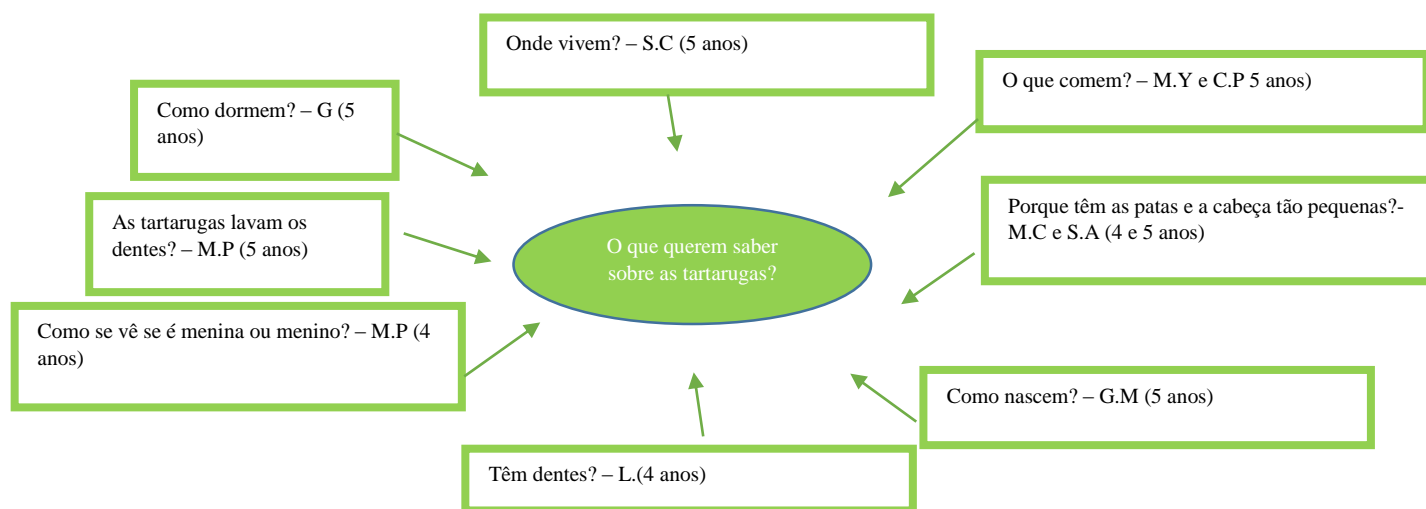 Onde vivem? – S.C (5 anos)
O que comem? – M.Y e C.P 5 anos)
Como dormem? – G (5
anos)
As tartarugas lavam os
dentes? – M.P (5 anos)
Porque têm as patas e a cabeça tão pequenas?-
M.C e S.A (4 e 5 anos)
O que querem saber
sobre as tartarugas?
Como se vê se é menina ou menino? – M.P (4
anos)
Como nascem? – G.M (5 anos)
Têm dentes? – L.(4 anos)